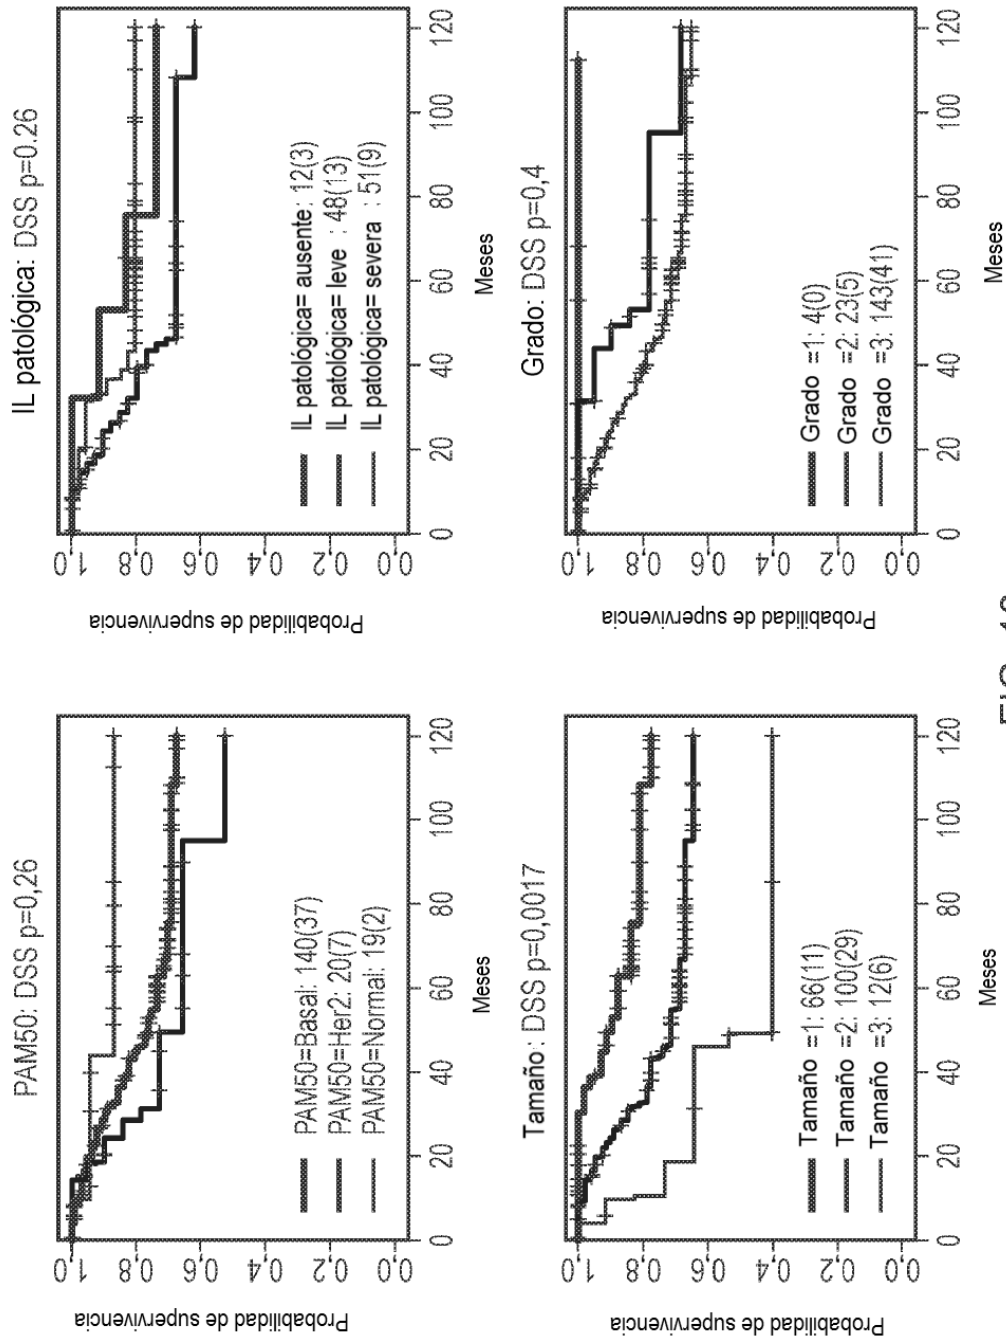 PAM50: DSS p=0,26
Probabilidad de supervivencia
1,0
0,8
0,6
0,4
0,2
0,0
PAM50=Basal: 140(37)
PAM50=Her2: 20(7)
PAM50=Normal: 19(2)
0 20 40 60 80 100 120
Meses
IL patológica: DSS p=0.26
Probabilidad de supervivencia
1,0
0,8
0,6
0,4
0,2
0,0
IL patológica= ausente: 12(3)
IL patológica= leve : 48(13)
IL patológica= severa : 51(9)
0 20 40 60 80 100 120
Meses
Tamaño: DSS p=0,0017
Probabilidad de supervivencia
1,0
0,8
0,6
0,4
0,2
0,0
Tamaño =1: 66(11)
Tamaño =2: 100(29)
Tamaño =3: 12(6)
0 20 40 60 80 100 120
Meses
Grado: DSS p=0,4
Probabilidad de supervivencia
1,0
0,8
0,6
0,4
0,2
0,0
Grado =1: 4(0)
Grado =2: 23(5)
Grado =3: 143(41)
0 20 40 60 80 100 120
Meses
FIG.